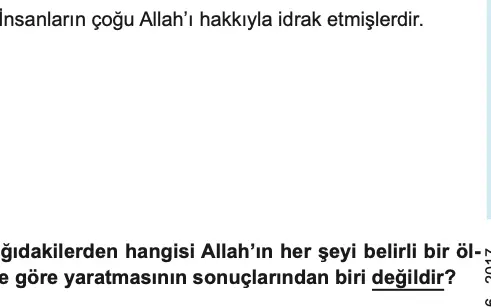 İnsanların çoğu Allah’ı hakkıyla idrak etmişlerdir.
ğıdakilerden hangisi Allah’ın her şeyi belirli bir öl-
e göre yaratmasının sonuçlarından biri değildir?
2017